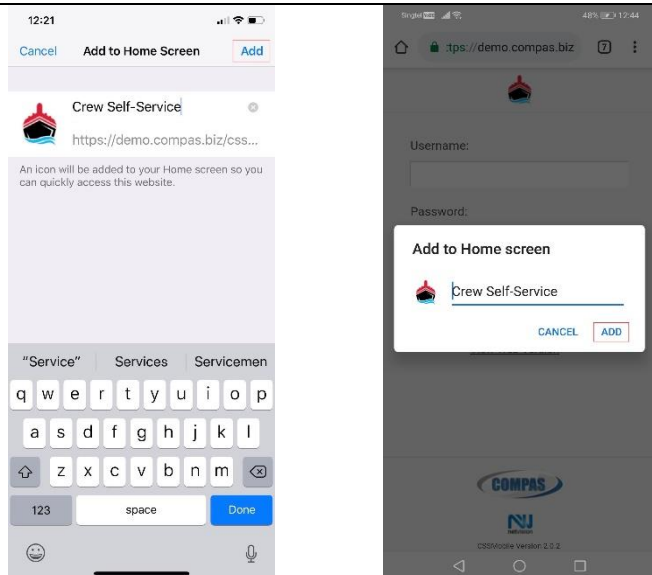 12:21
Cancel Add to Home Screen Add
Crew Self-Service
https://demo.compas.biz/css...
An icon will be added to your Home screen so you
can quickly access this website.
"Service" Services Servicemen
q w e r t y u i o p
a s d f g h j k l
z x c v b n m
123 space Done
Singtel 48% 12:44
tps://demo.compas.biz 7
Username:
Password:
Add to Home screen
Crew Self-Service
CANCEL ADD
COMPAS
CSSMobile Version 2.0.2